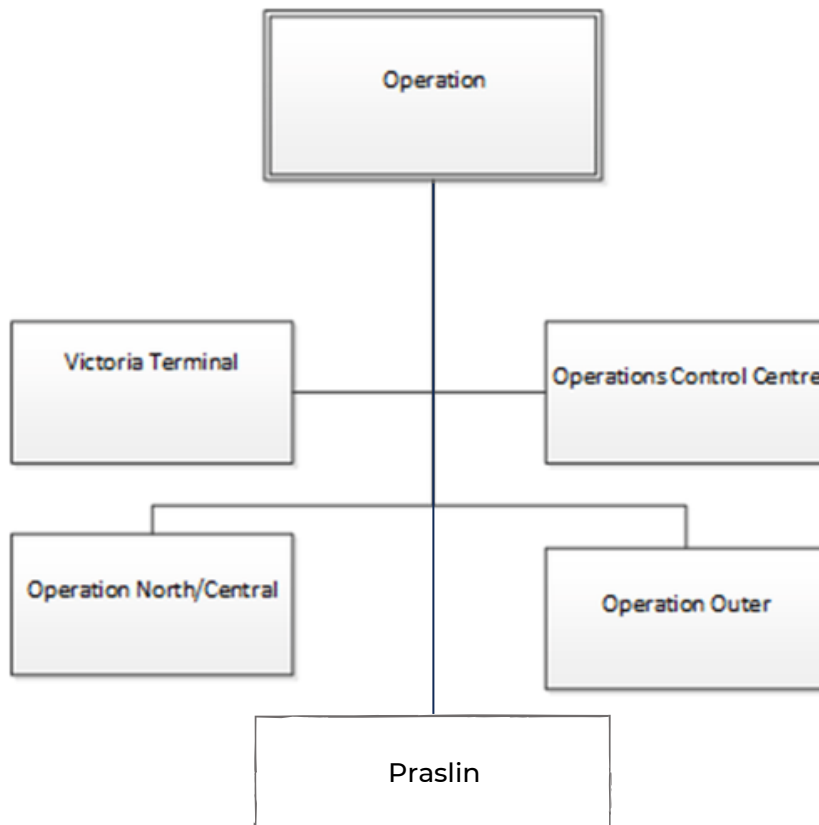 Operation
Victoria Terminal
Operations Control Centre
Operation North/Central
Operation Outer
Praslin